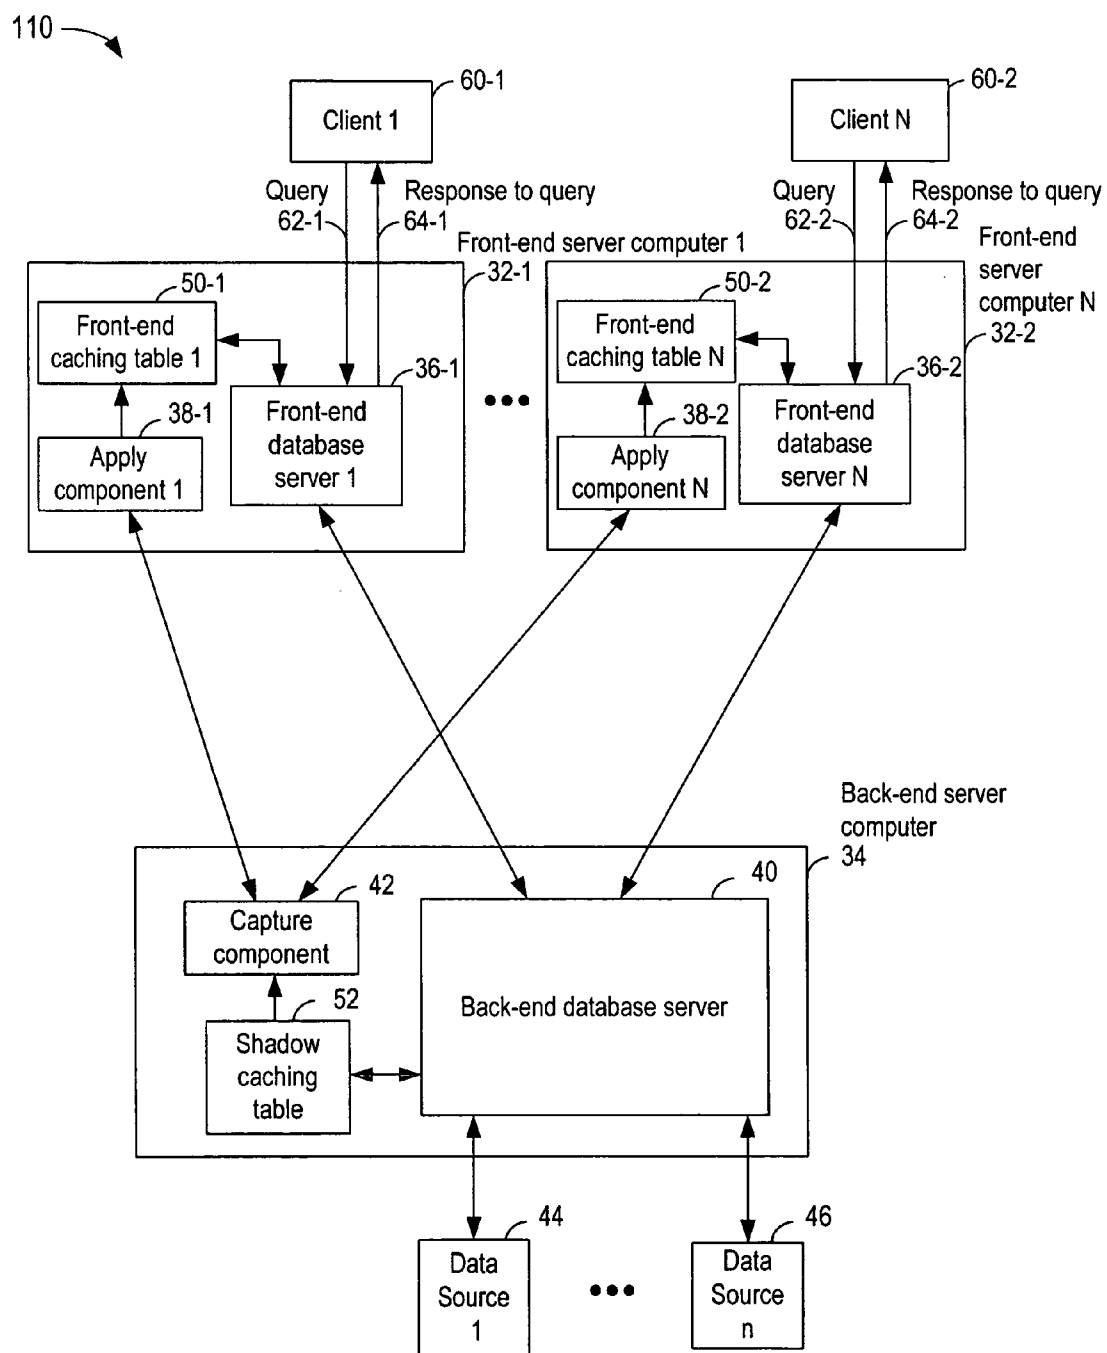 110
60-1
Client 1
60-2
Client N
Query
62-1
Response to query
64-1
Query
62-2
Response to query
64-2
Front-end server computer 1
32-1
Front-end
server
computer N
32-2
50-1
Front-end
caching table 1
36-1
Front-end
database
server 1
38-1
Apply
component 1
50-2
Front-end
caching table N
36-2
Front-end
database
server N
38-2
Apply
component N
Back-end server
computer
34
42
Capture
component
40
Back-end database server
52
Shadow
caching
table
44
Data
Source
1
46
Data
Source
n